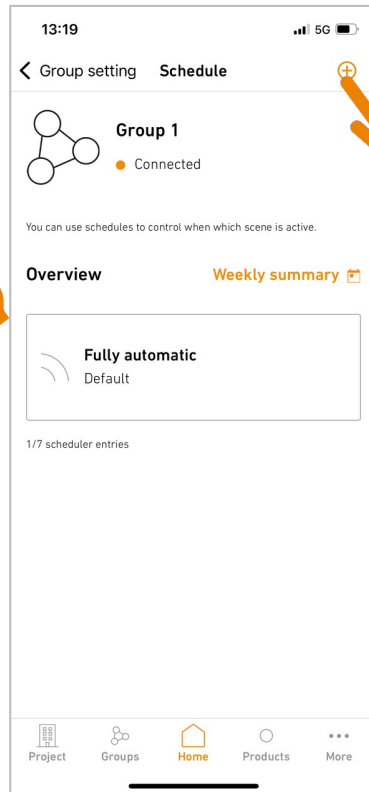 13:19 5G
Group setting Schedule
Group 1
Connected
You can use schedules to control when which scene is active.
Overview Weekly summary
Fully automatic
Default
1/7 scheduler entries
Project Groups Home Products More